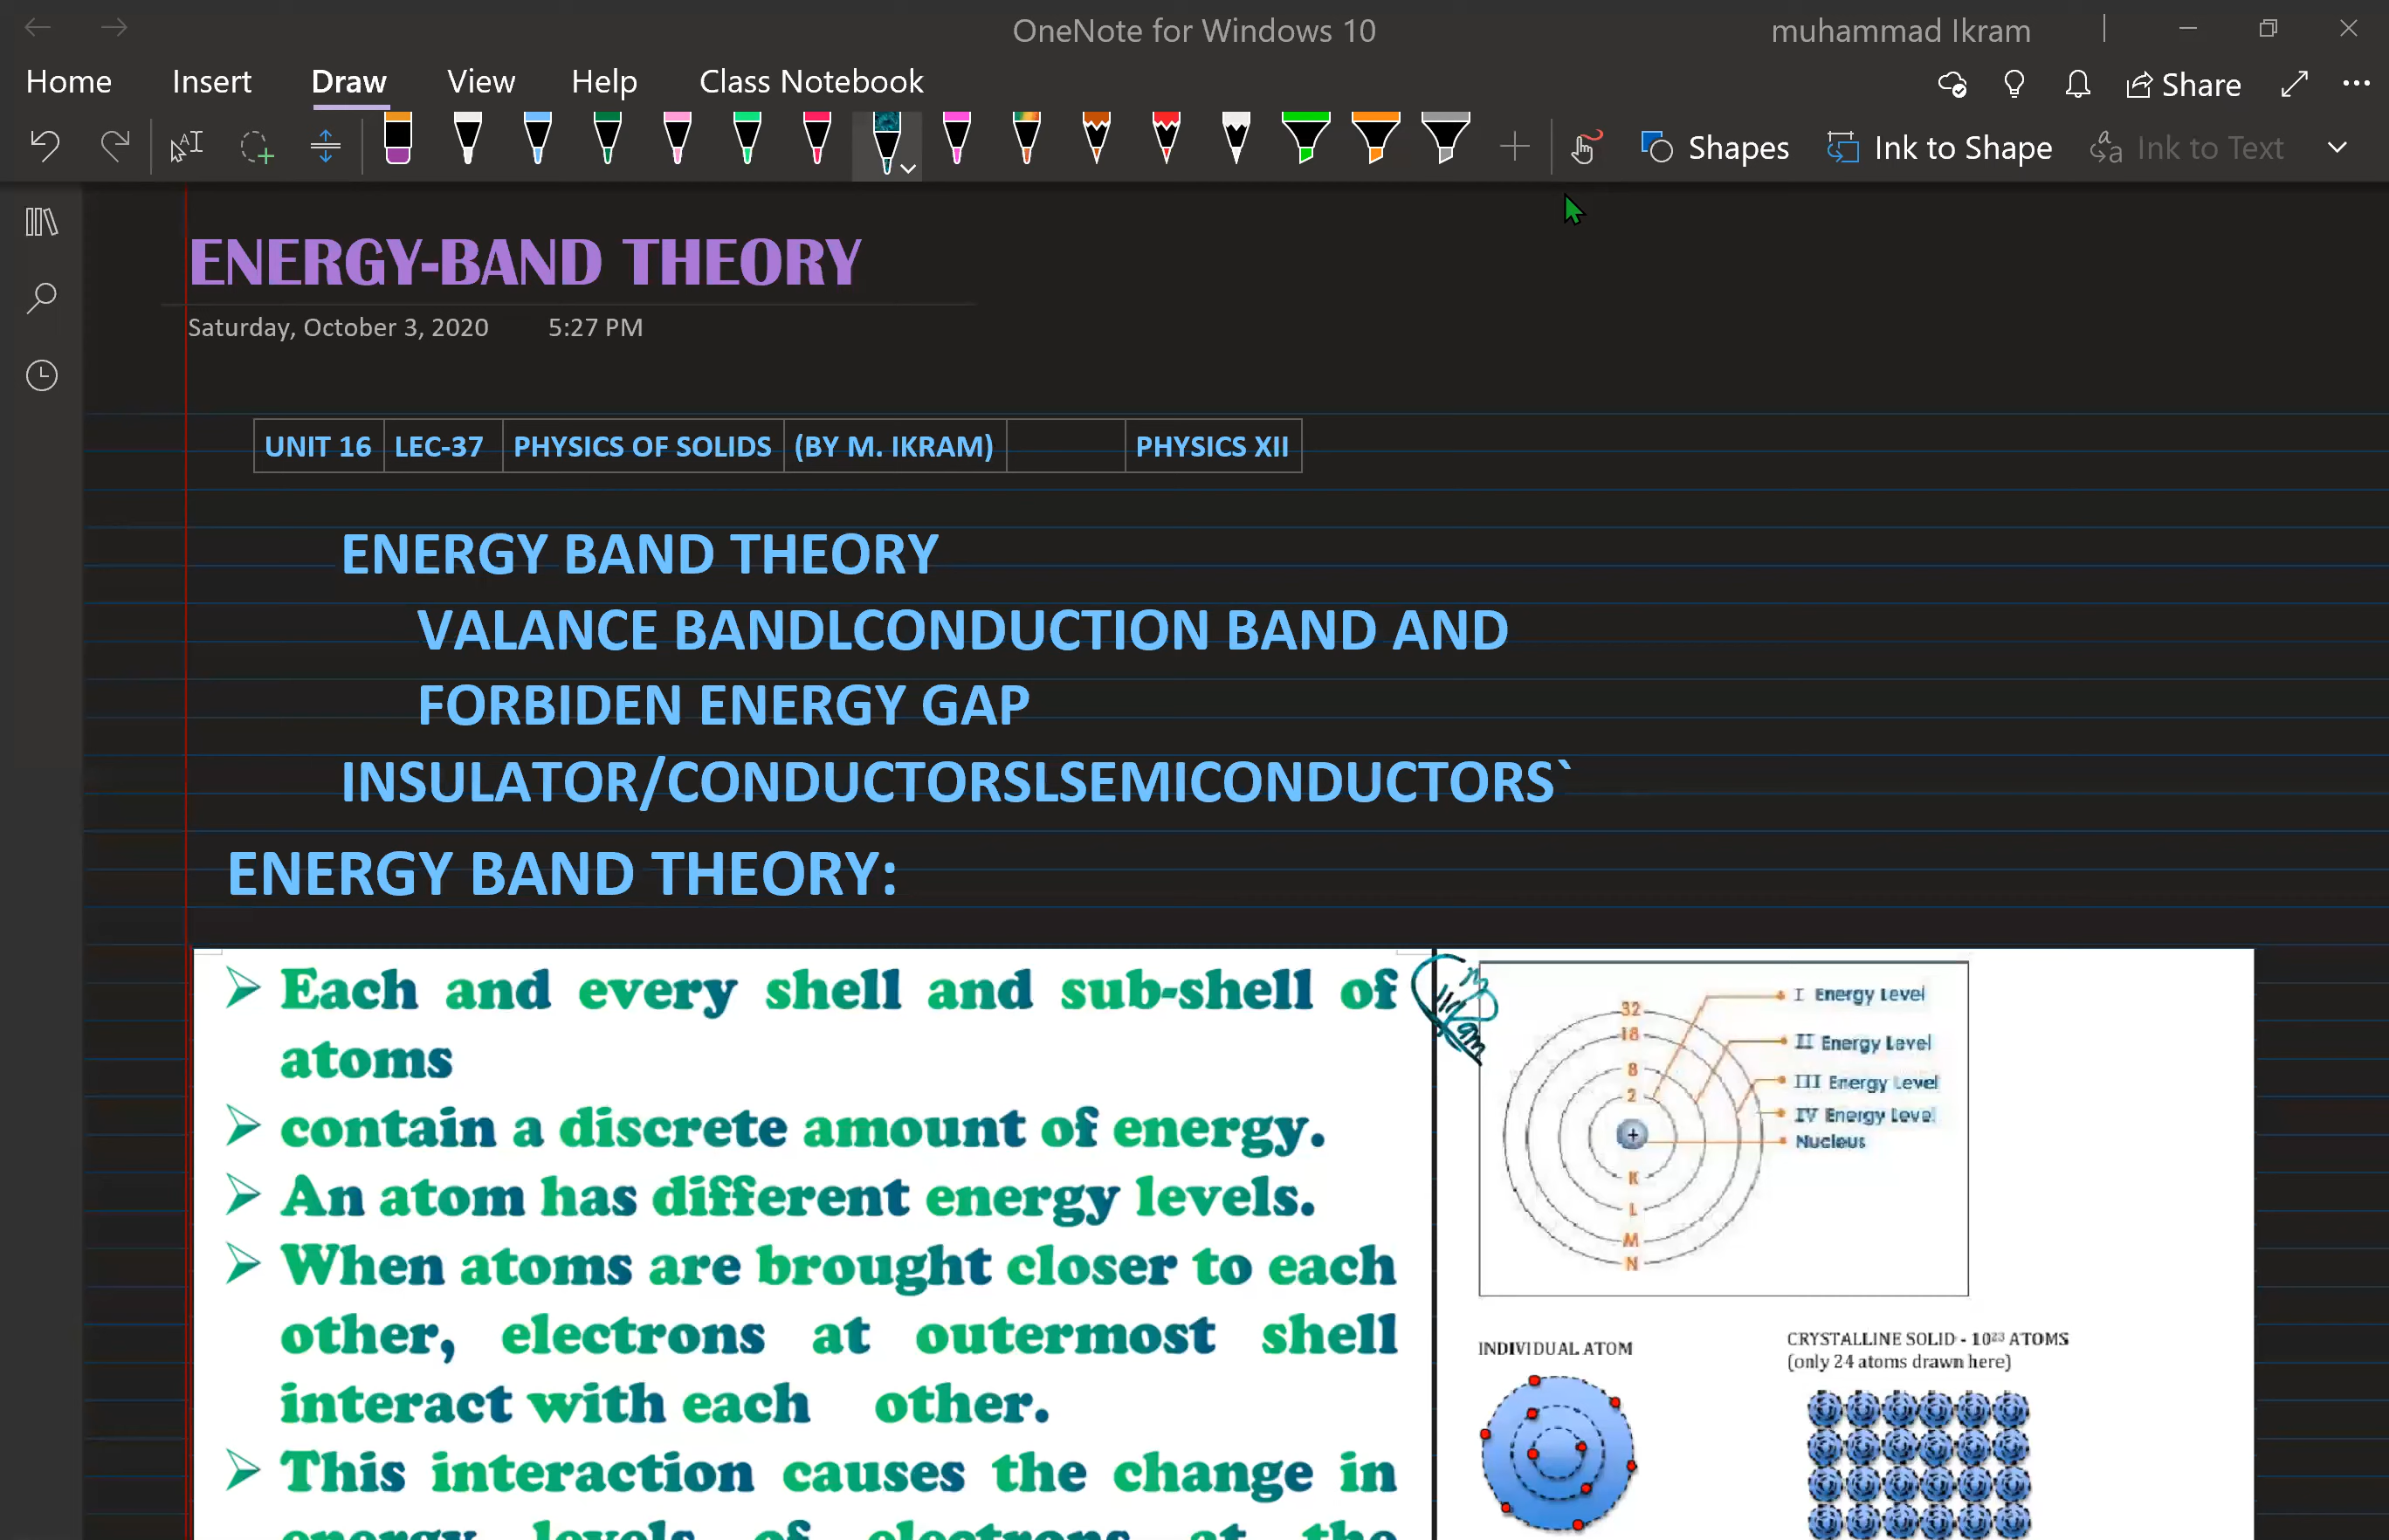 OneNote for Windows 10
muhammad Ikram
Home Insert Draw View Help Class Notebook
Share
Shapes Ink to Shape Ink to Text
ENERGY-BAND THEORY
Saturday, October 3, 2020 5:27 PM
UNIT 16 LEC-37 PHYSICS OF SOLIDS (BY M. IKRAM) PHYSICS XII
ENERGY BAND THEORY
VALANCE BANDLCONDUCTION BAND AND
FORBIDEN ENERGY GAP
INSULATOR/CONDUCTORSLSEMICONDUCTORS`
ENERGY BAND THEORY:
➢ Each and every shell and sub-shell of
atoms
➢ contain a discrete amount of energy.
➢ An atom has different energy levels.
➢ When atoms are brought closer to each
other, electrons at outermost shell
interact with each other.
➢ This interaction causes the change in
energy levels of electrons at the
32
18
8
2
+
K
L
M
N
I Energy Level
II Energy Level
III Energy Level
IV Energy Level
Nucleus
INDIVIDUAL ATOM
CRYSTALLINE SOLID - 10²³ ATOMS
(only 24 atoms drawn here)